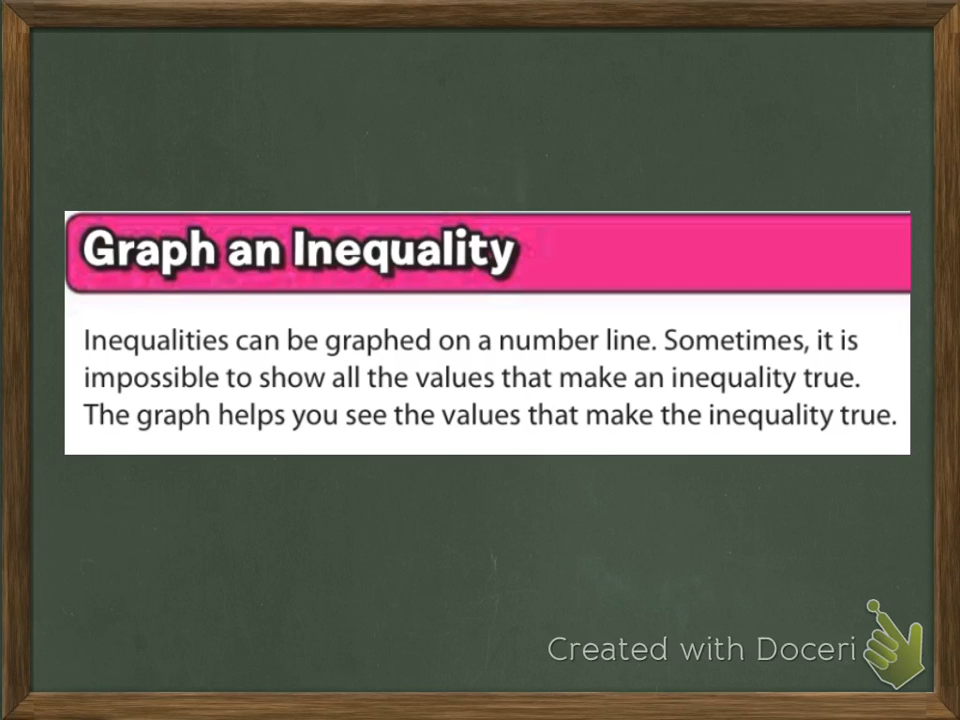 Graph an Inequality
Inequalities can be graphed on a number line. Sometimes, it is
impossible to show all the values that make an inequality true.
The graph helps you see the values that make the inequality true.
Created with Doceri